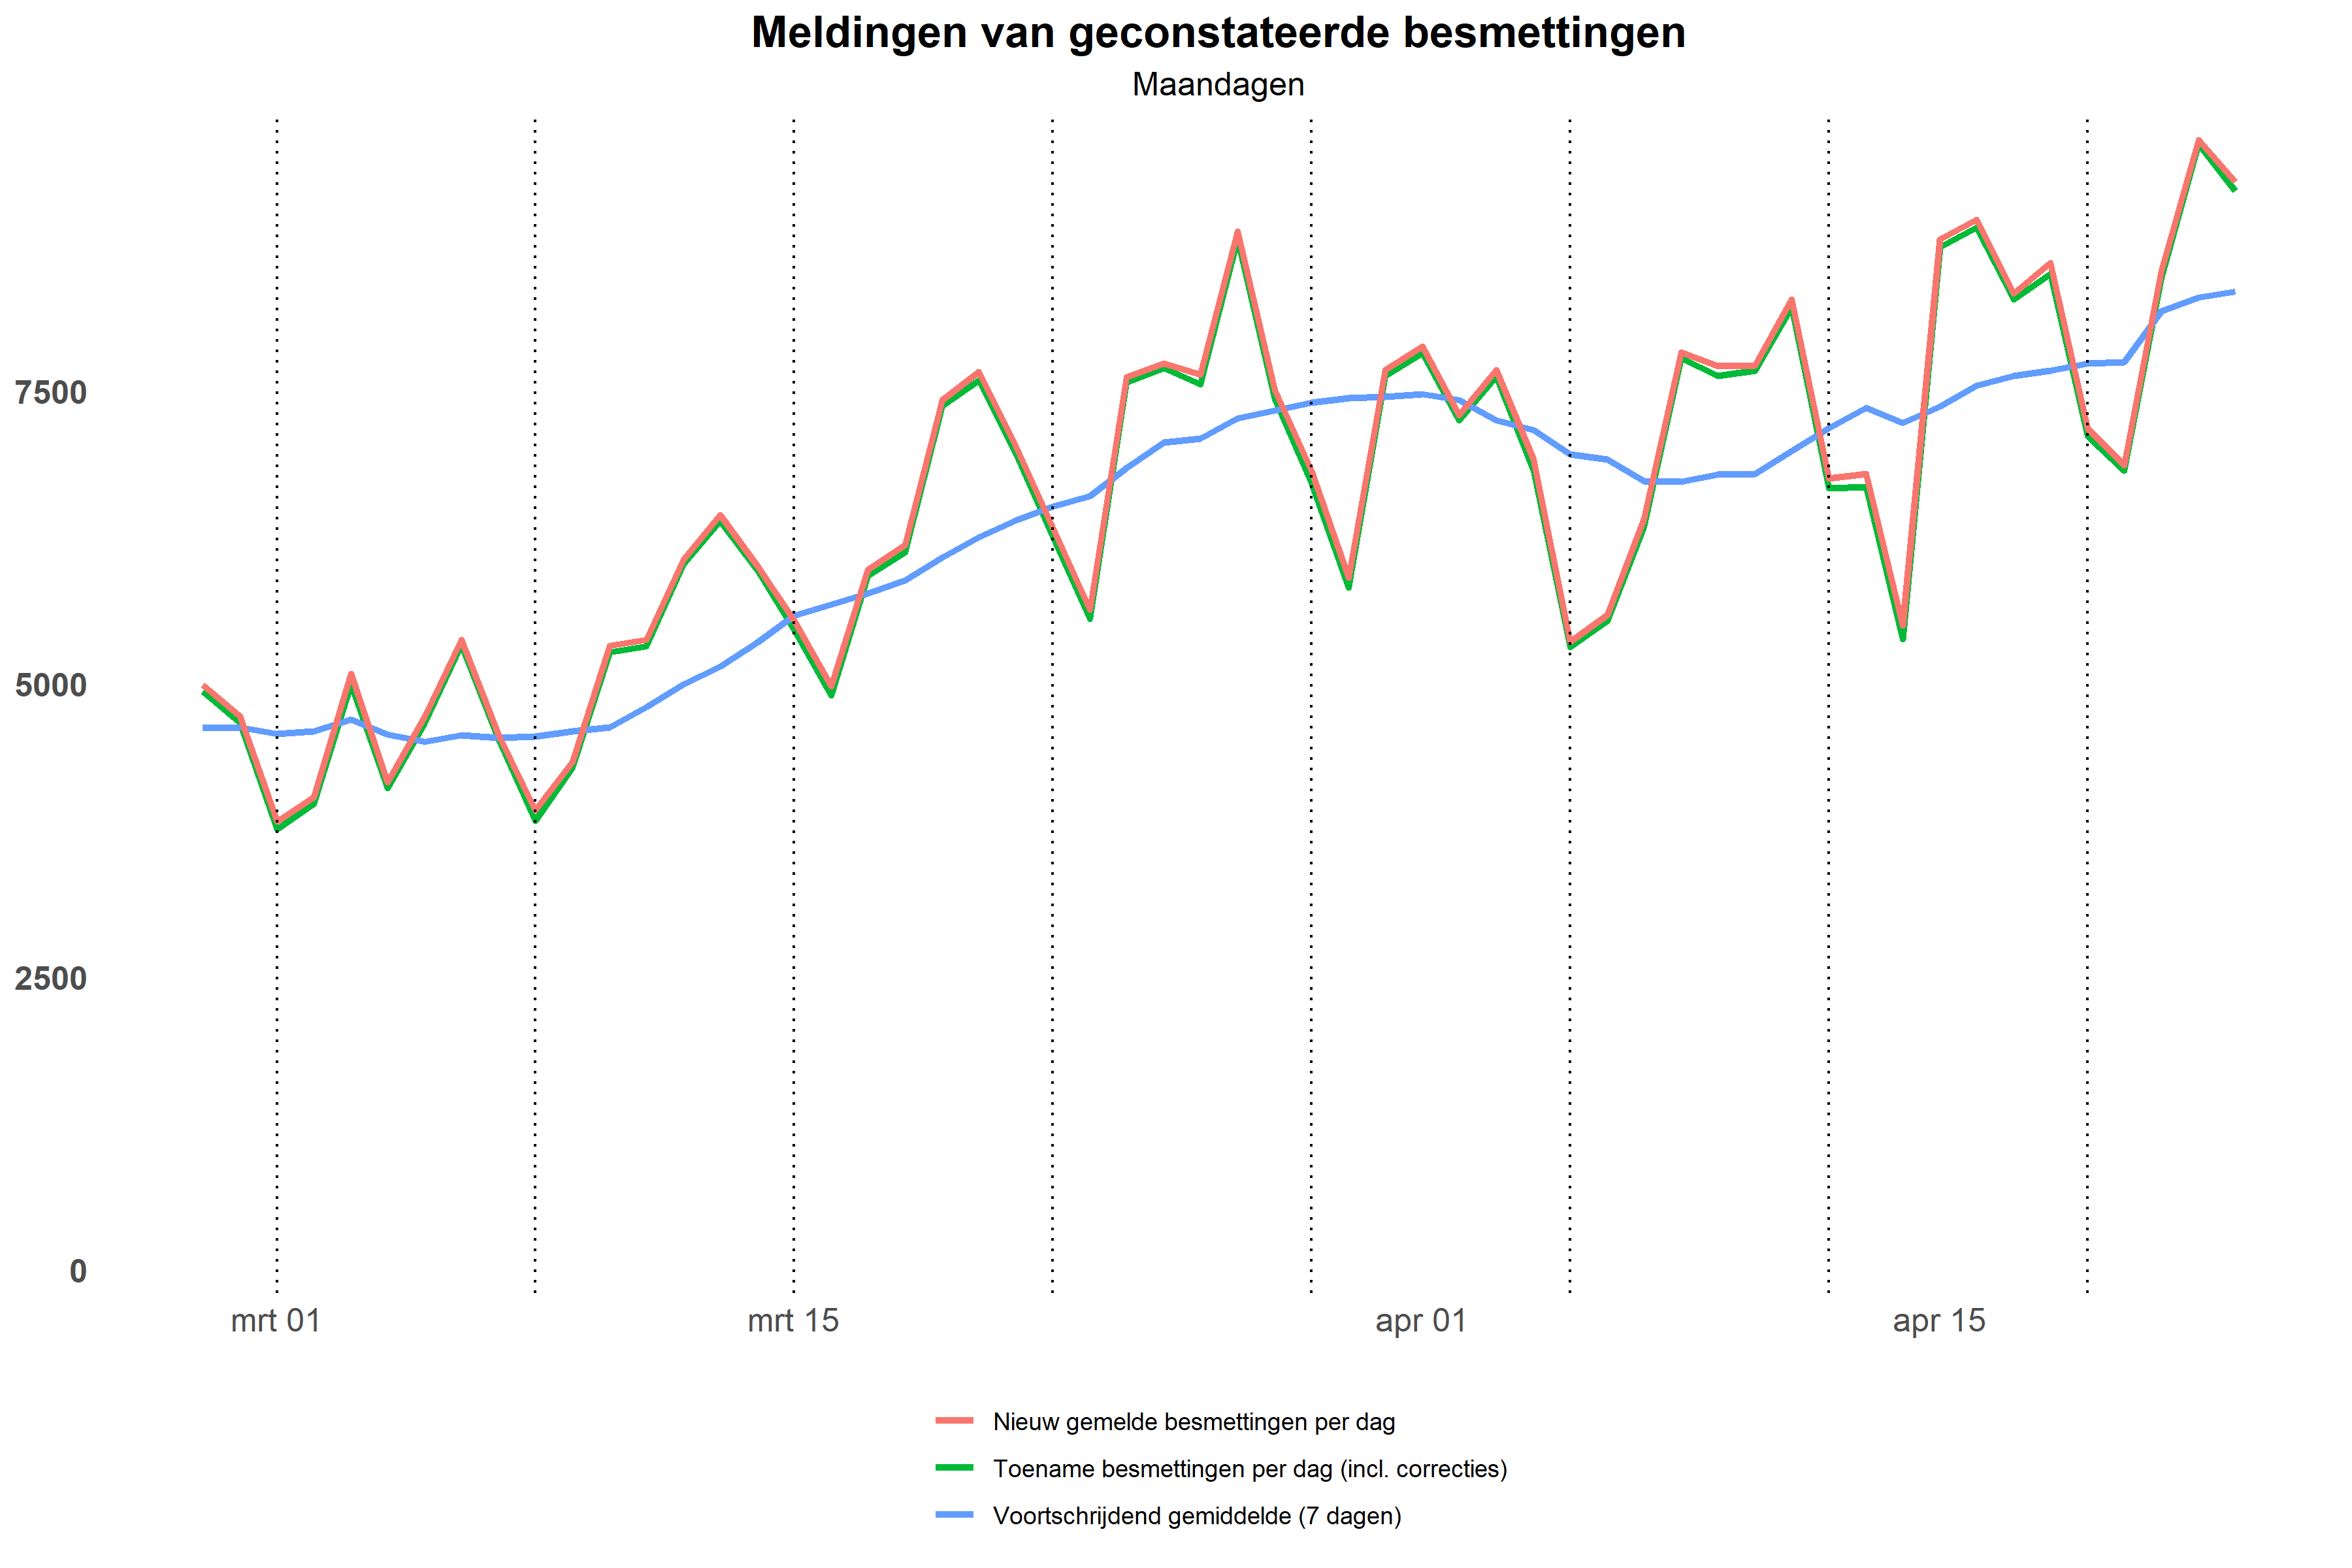 Meldingen van geconstateerde besmettingen
Maandagen
7500
5000
2500
0
mrt 01
mrt 15
apr 01
apr 15
Nieuw gemelde besmettingen per dag
Toename besmettingen per dag (incl. correcties)
Voortschrijdend gemiddelde (7 dagen)